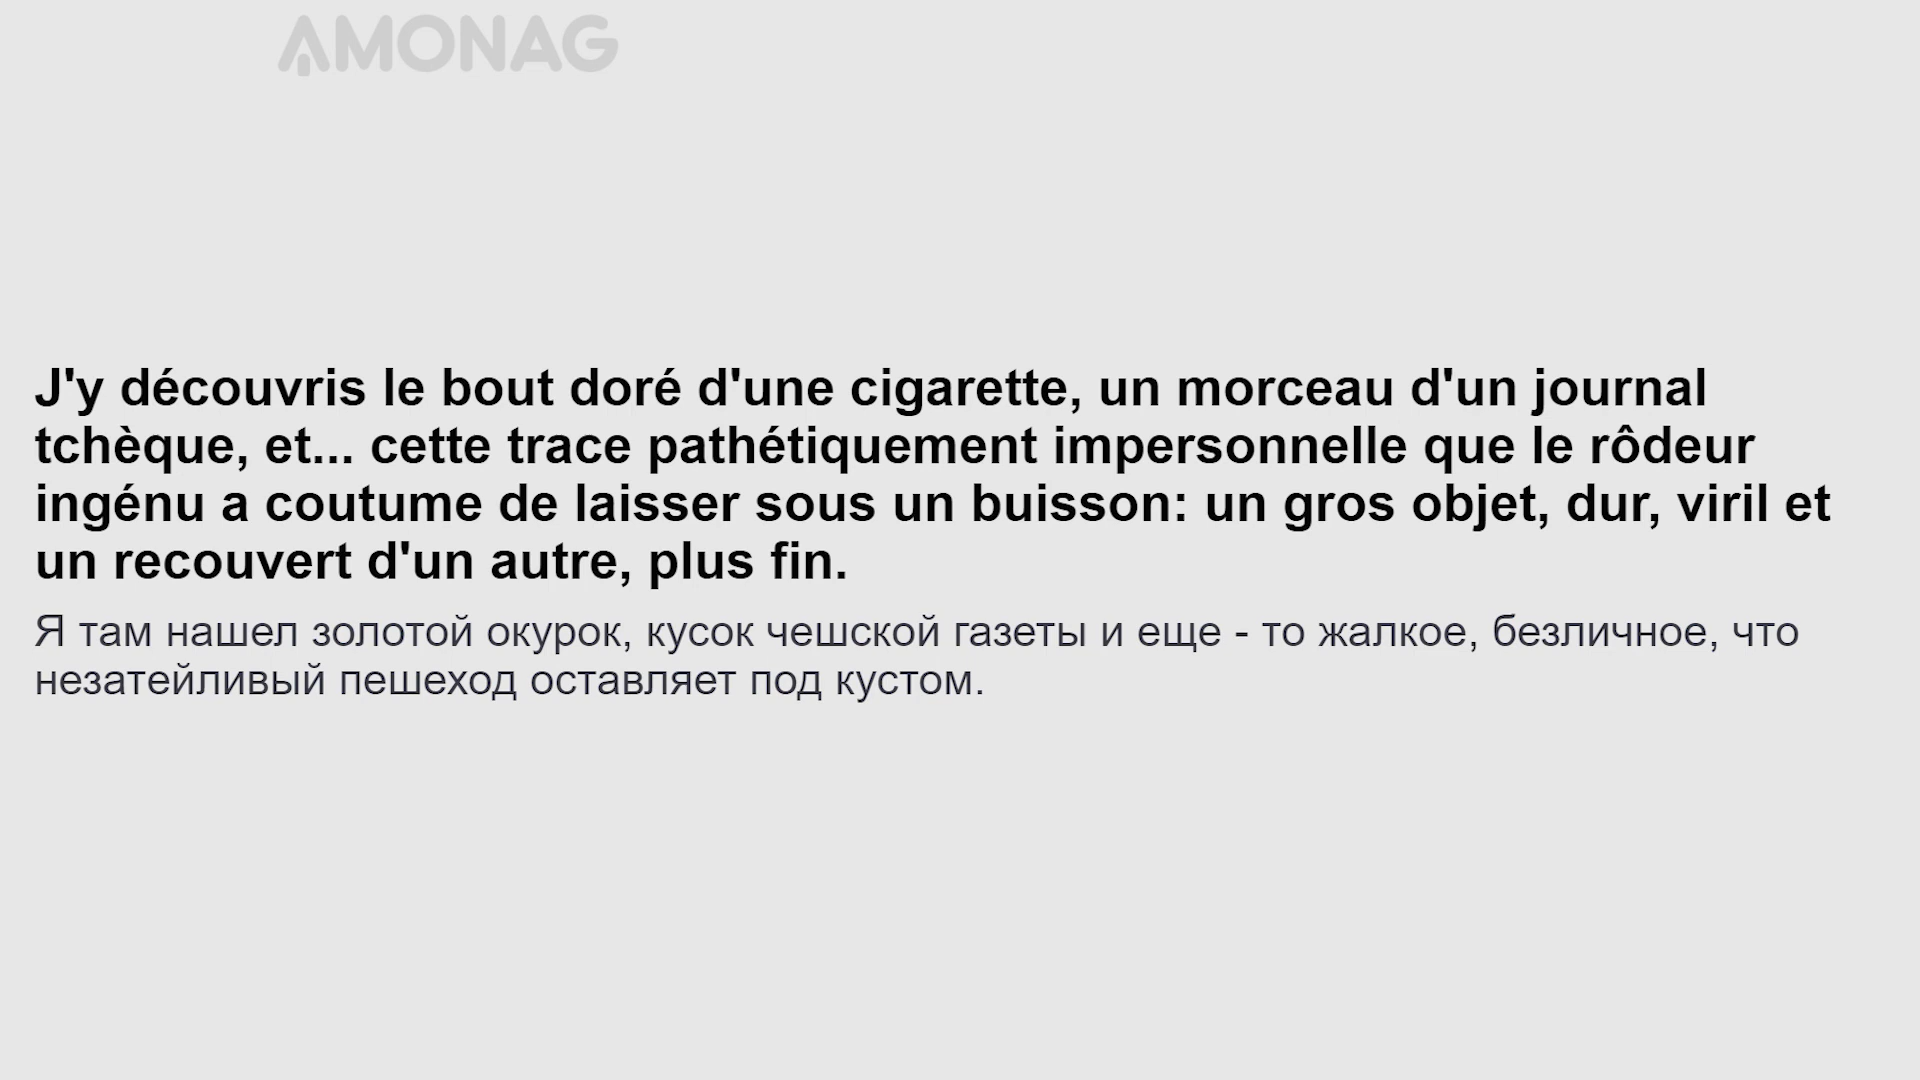 AMONAG
J'y découvris le bout doré d'une cigarette, un morceau d'un journal
tchèque, et... cette trace pathétiquement impersonnelle que le rôdeur
ingénu a coutume de laisser sous un buisson: un gros objet, dur, viril et
un recouvert d'un autre, plus fin.
Я там нашел золотой окурок, кусок чешской газеты и еще - то жалкое, безличное, что
незатейливый пешеход оставляет под кустом.